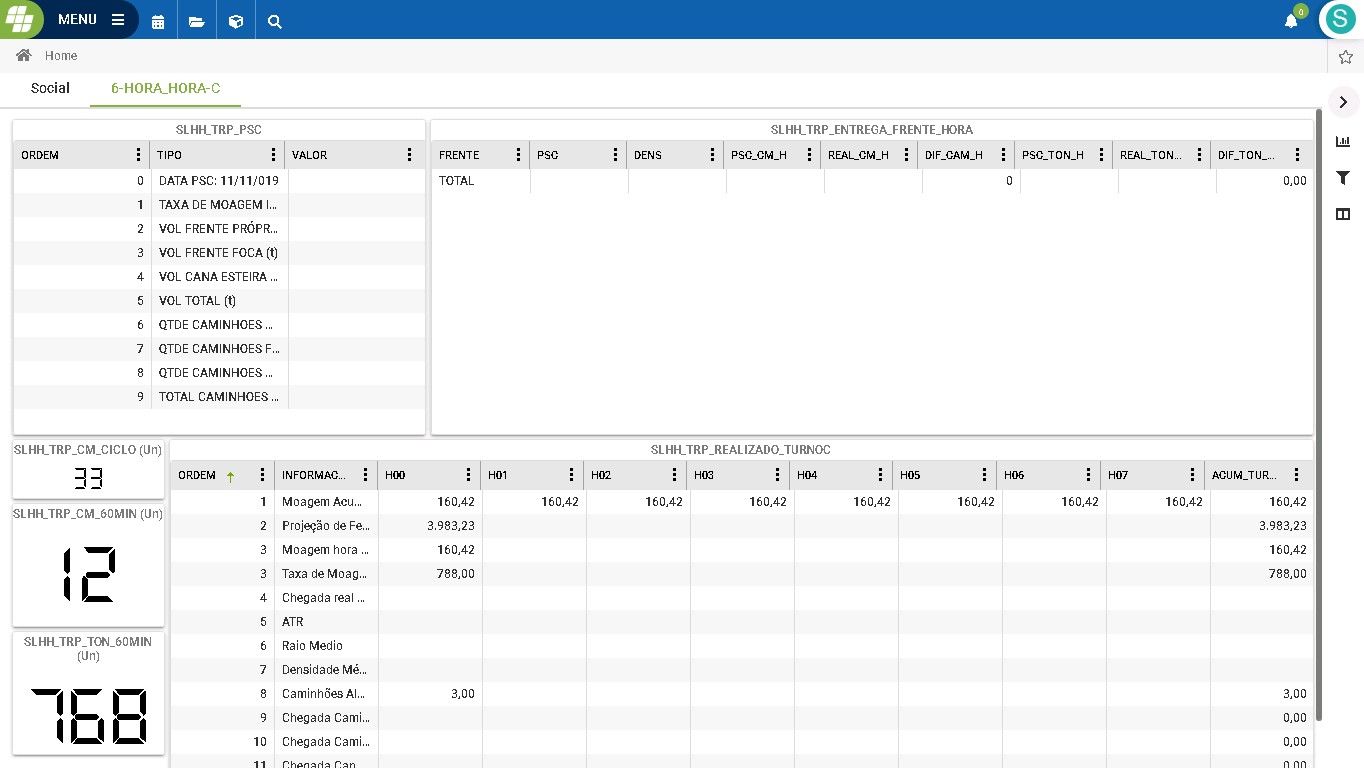 MENU
0
S
Home
Social 6-HORA_HORA-C
SLHH_TRP_PSC
ORDEM TIPO VALOR
0 DATA PSC: 11/11/019
1 TAXA DE MOAGEM I...
2 VOL FRENTE PRÓPR...
3 VOL FRENTE FOCA (t)
4 VOL CANA ESTEIRA ...
5 VOL TOTAL (t)
6 QTDE CAMINHOES ...
7 QTDE CAMINHOES F...
8 QTDE CAMINHOES ...
9 TOTAL CAMINHOES ...
SLHH_TRP_ENTREGA_FRENTE_HORA
FRENTE PSC DENS PSC_CM_H REAL_CM_H DIF_CAM_H PSC_TON_H REAL_TON... DIF_TON_...
TOTAL 0 0,00
SLHH_TRP_CM_CICLO (Un)
33
SLHH_TRP_CM_60MIN (Un)
12
SLHH_TRP_TON_60MIN
(Un)
768
SLHH_TRP_REALIZADO_TURNOC
ORDEM INFORMAC... H00 H01 H02 H03 H04 H05 H06 H07 ACUM_TUR...
1 Moagem Acu... 160,42 160,42 160,42 160,42 160,42 160,42 160,42 160,42 160,42
2 Projeção de Fe... 3.983,23 3.983,23
3 Moagem hora ... 160,42 160,42
3 Taxa de Moag... 788,00 788,00
4 Chegada real ...
5 ATR
6 Raio Medio
7 Densidade Mé...
8 Caminhões Al... 3,00 3,00
9 Chegada Cami... 0,00
10 Chegada Cami... 0,00
11 Chegada Can... 0,00